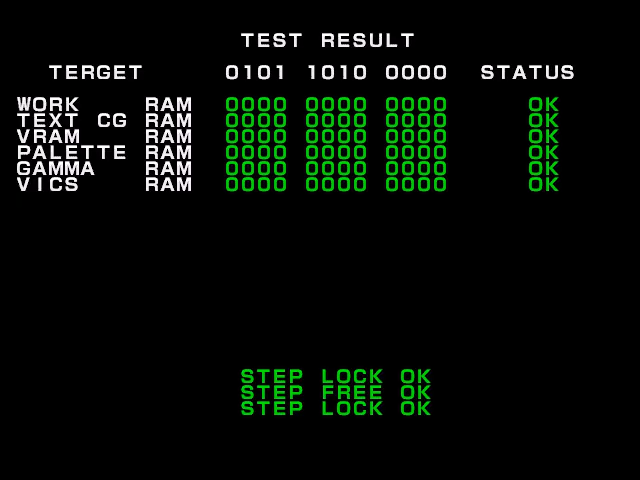 TEST RESULT
TERGET 0101 1010 0000 STATUS
WORK RAM 0000 0000 0000 OK
TEXT CG RAM 0000 0000 0000 OK
VRAM RAM 0000 0000 0000 OK
PALETTE RAM 0000 0000 0000 OK
GAMMA RAM 0000 0000 0000 OK
VICS RAM 0000 0000 0000 OK
STEP LOCK OK
STEP FREE OK
STEP LOCK OK